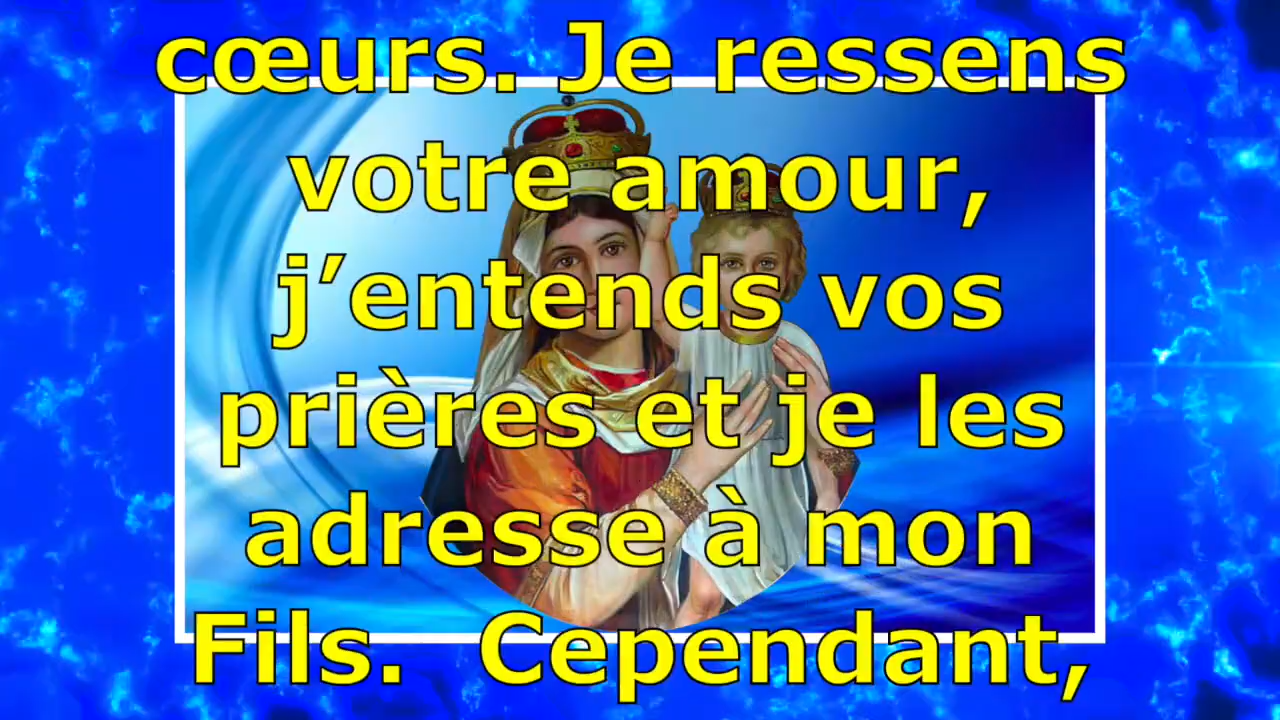 cœurs. Je ressens
votre amour,
j’entends vos
prières et je les
adresse à mon
Fils.  Cependant,